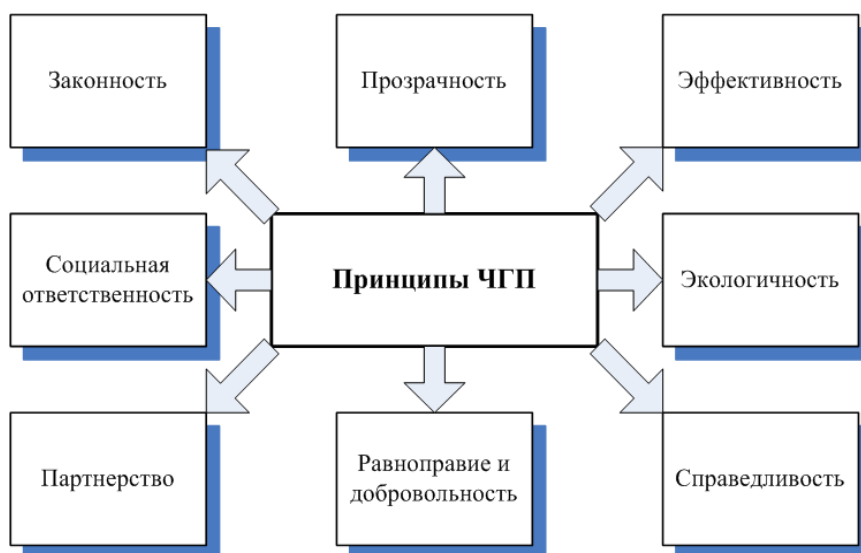 Законность
Прозрачность
Эффективность
Социальная
ответственность
Принципы ЧГП
Экологичность
Партнерство
Равноправие и
добровольность
Справедливость